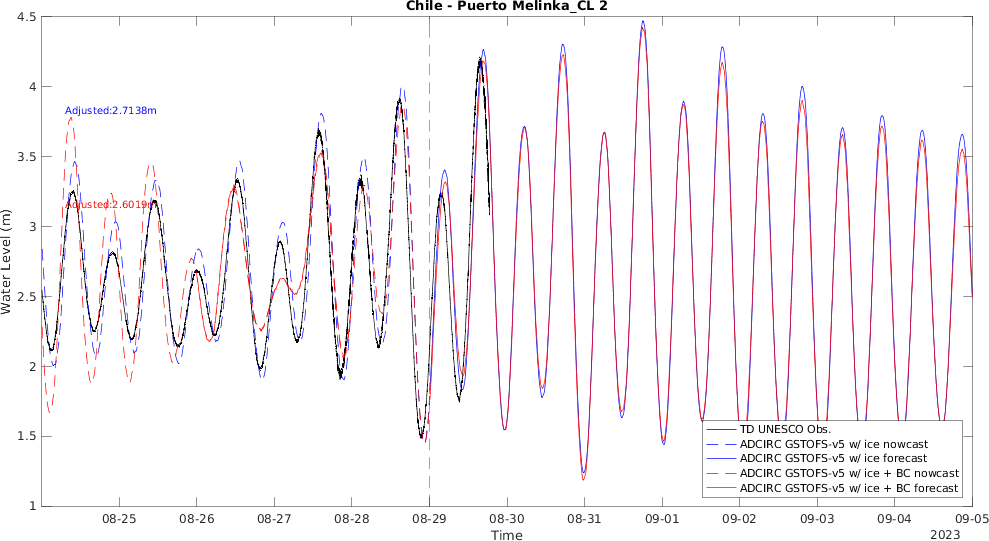 Chile - Puerto Melinka_CL 2
4.5
4
3.5
3
2.5
2
1.5
1
Water Level (m)
Adjusted:2.7138m
Adjusted:2.6019m
TD UNESCO Obs.
ADCIRC GSTOFS-v5 w/ ice nowcast
ADCIRC GSTOFS-v5 w/ ice forecast
ADCIRC GSTOFS-v5 w/ ice + BC nowcast
ADCIRC GSTOFS-v5 w/ ice + BC forecast
08-25 08-26 08-27 08-28 08-29 08-30 08-31 09-01 09-02 09-03 09-04 09-05
Time
2023